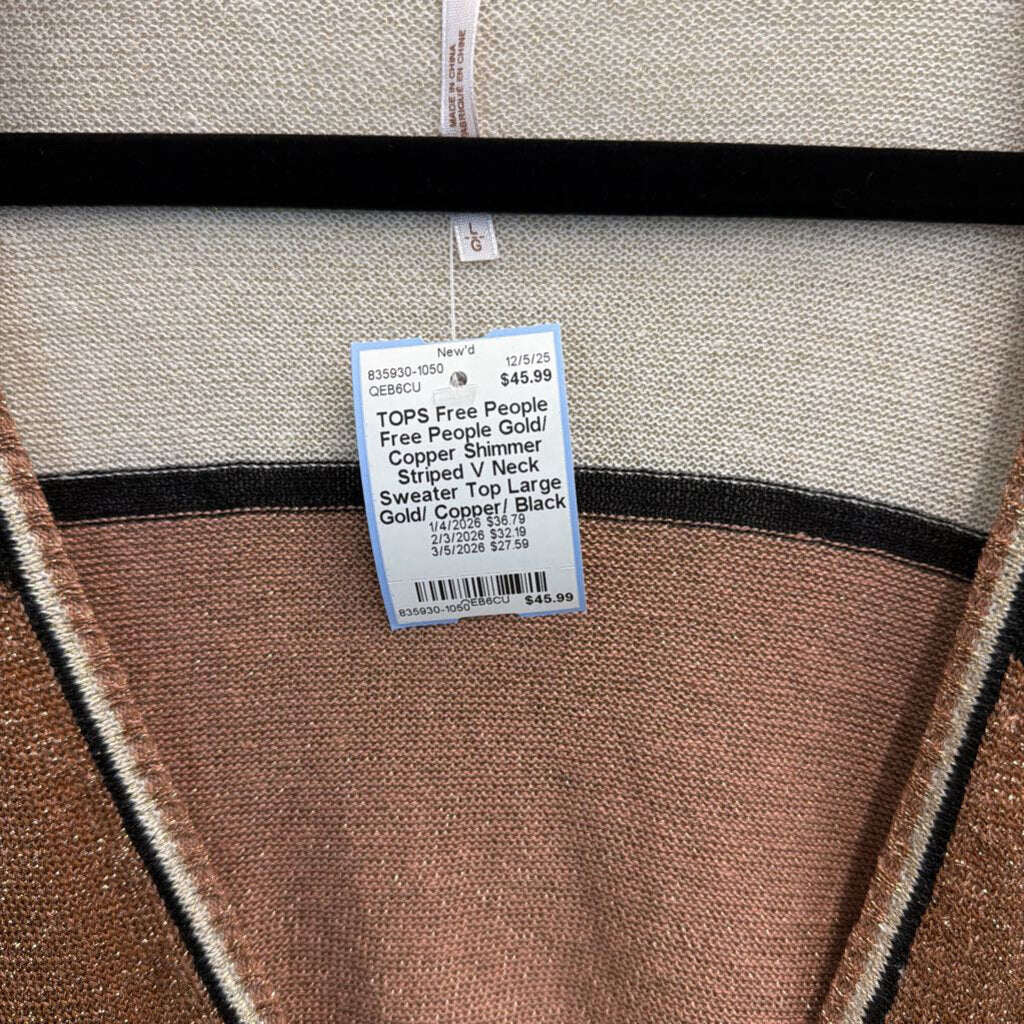 MADE IN CHINA
FABRIQUÉ EN CHINE
L\G
New'd
835930-1050 12/5/25
QEB6CU $45.99
TOPS Free People
Free People Gold/
Copper Shimmer
Striped V Neck
Sweater Top Large
Gold/ Copper/ Black
1/4/2026 $36.79
2/3/2026 $32.19
3/5/2026 $27.59
835930-1050 QEB6CU $45.99